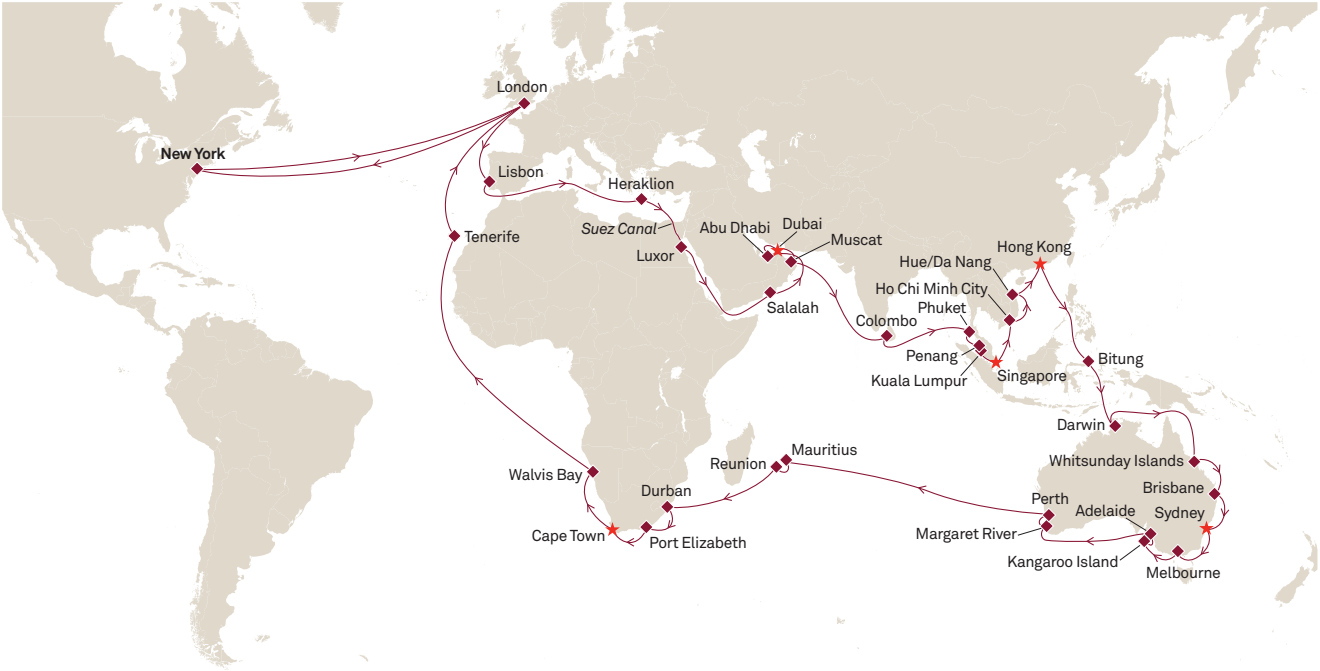 London
New York
Lisbon
Heraklion
Suez Canal
Luxor
Tenerife
Abu Dhabi
Dubai
Muscat
Salalah
Hong Kong
Hue/Da Nang
Ho Chi Minh City
Phuket
Colombo
Penang
Kuala Lumpur
Singapore
Bitung
Darwin
Whitsunday Islands
Brisbane
Sydney
Adelaide
Perth
Margaret River
Kangaroo Island
Melbourne
Mauritius
Reunion
Durban
Walvis Bay
Cape Town
Port Elizabeth